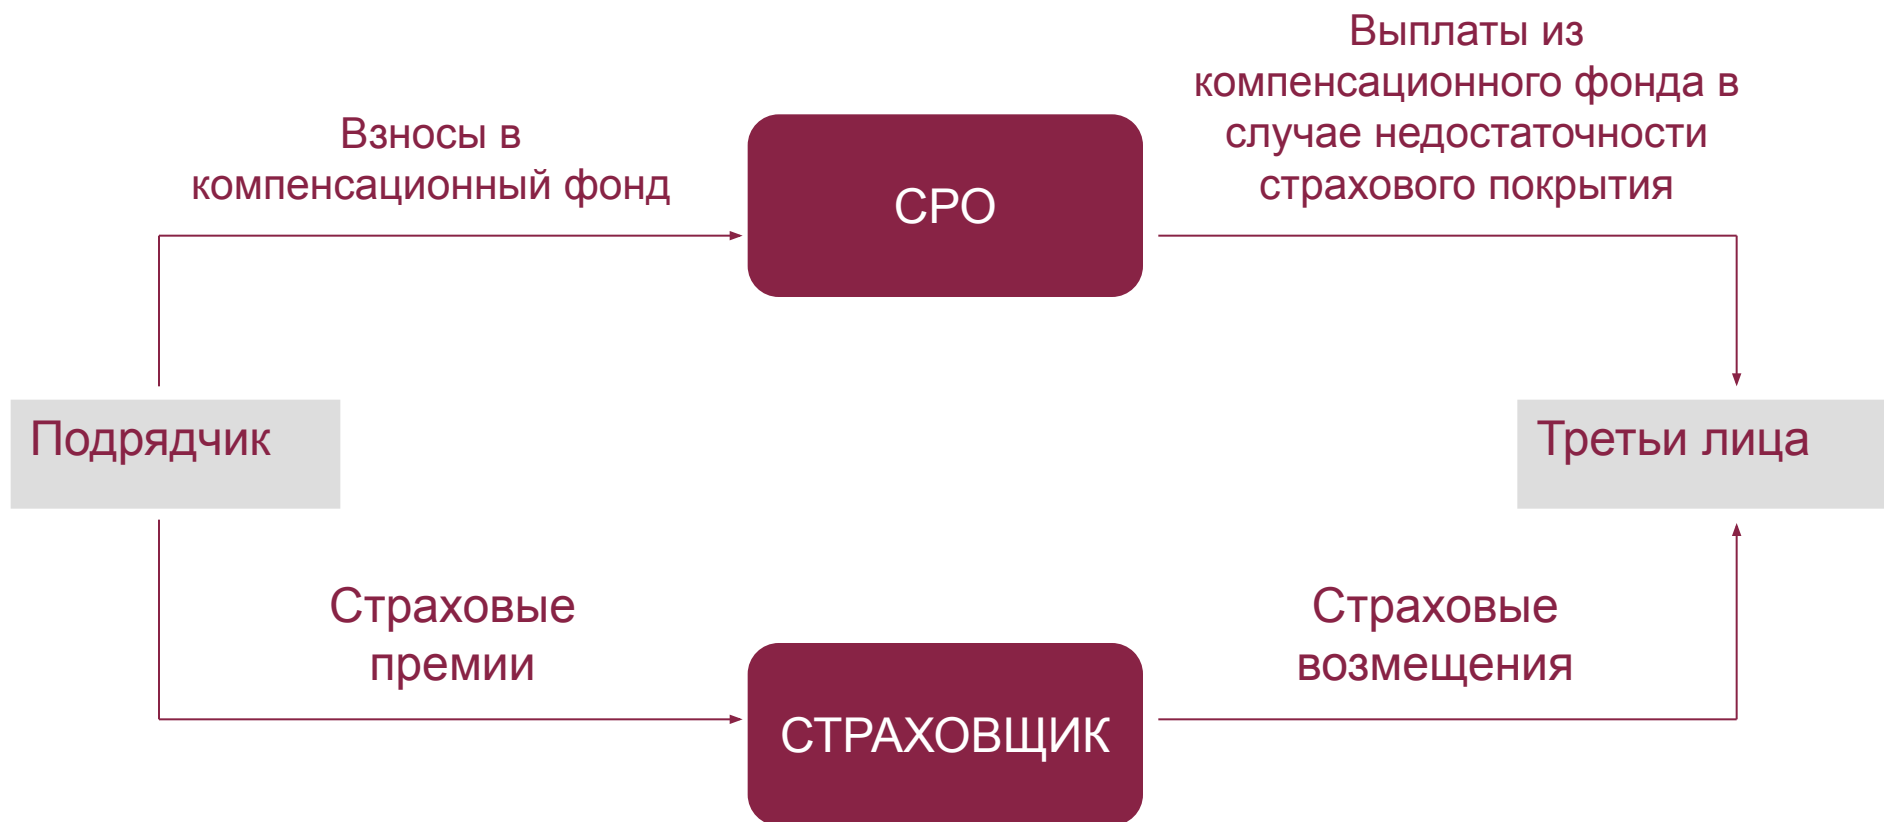 Взносы в
компенсационный фонд
СРО
Выплаты из
компенсационного фонда в
случае недостаточности
страхового покрытия
Подрядчик
Третьи лица
Страховые
премии
СТРАХОВЩИК
Страховые
возмещения